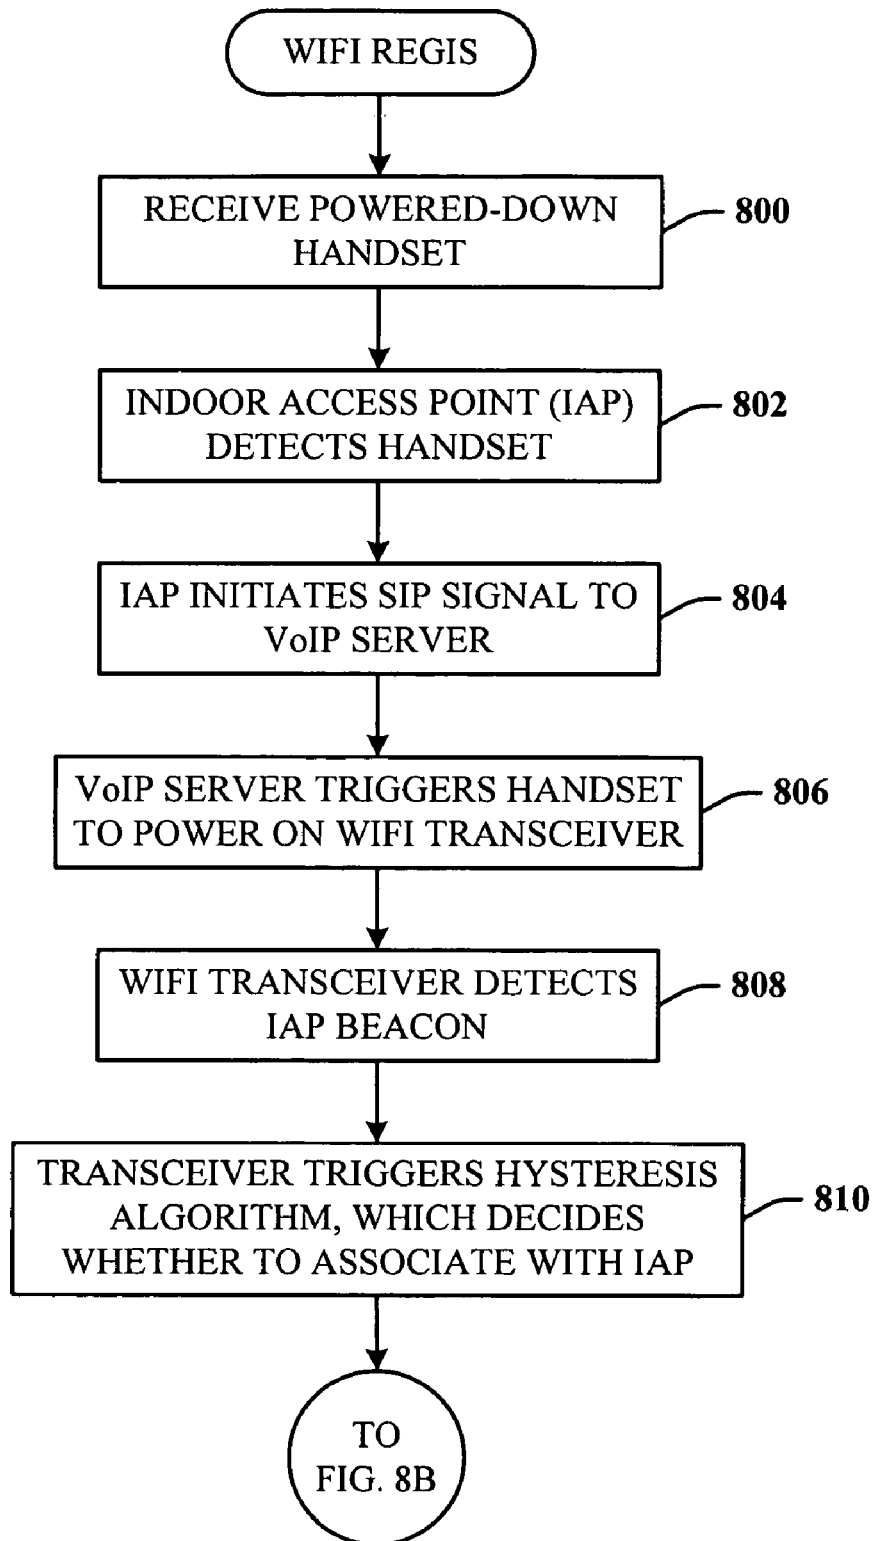 WIFI REGIS
RECEIVE POWERED-DOWN
HANDSET
800
INDOOR ACCESS POINT (IAP)
DETECTS HANDSET
802
IAP INITIATES SIP SIGNAL TO
VoIP SERVER
804
VoIP SERVER TRIGGERS HANDSET
TO POWER ON WIFI TRANSCEIVER
806
WIFI TRANSCEIVER DETECTS
IAP BEACON
808
TRANSCEIVER TRIGGERS HYSTERESIS
ALGORITHM, WHICH DECIDES
WHETHER TO ASSOCIATE WITH IAP
810
TO
FIG. 8B